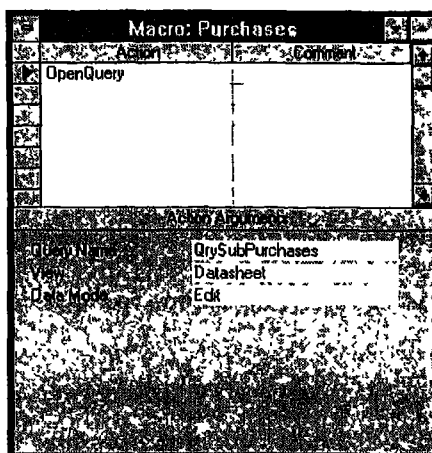 Macro: Purchases
Action Comment
OpenQuery
Action Arguments
Query Name QrySubPurchases
View Datasheet
Data Mode Edit